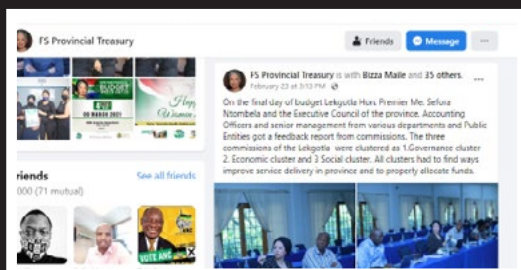 FS Provincial Treasury
Friends
Message
BUDGET
09 MARCH 2021
Happy
Women's
FS Provincial Treasury is with Bizza Maile and 35 others.
February 23 at 3:10 PM
On the final day of budget Lekgotla Hon. Premier Me. Sefora
Ntombela and the Executive Council of the province. Accounting
Officers and senior management from various departments and Public
Entities got a feedback report from commissions. The three
commissions of the Lekgotla were clustered as 1.Governance cluster
2. Economic cluster and 3 Social cluster. All clusters had to find ways
improve service delivery in province and to properly allocate funds.
riends
See all friends
000 (71 mutual)
VOTE ANC